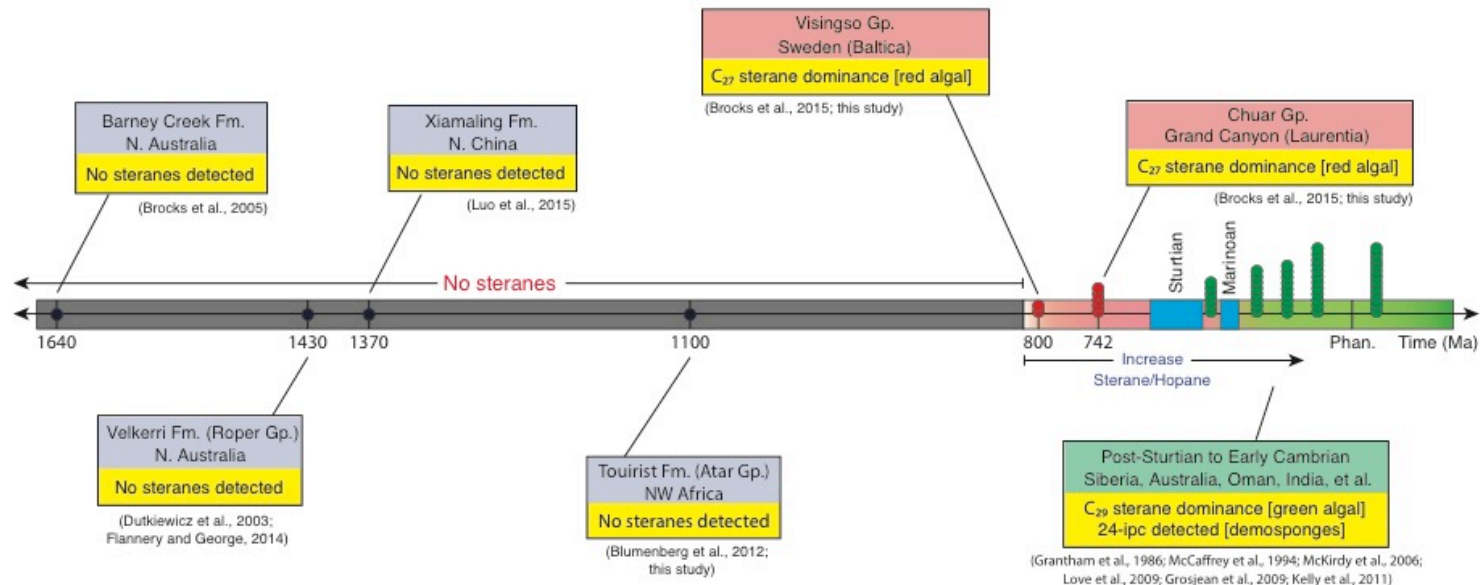 Visingso Gp.
Sweden (Baltica)
C₂₇ sterane dominance [red algal]
(Brocks et al., 2015; this study)
Barney Creek Fm.
N. Australia
No steranes detected
(Brocks et al., 2005)
Xiamaling Fm.
N. China
No steranes detected
(Luo et al., 2015)
Chuar Gp.
Grand Canyon (Laurentia)
C₂₇ sterane dominance [red algal]
(Brocks et al., 2015; this study)
No steranes
Sturtian
Marinoan
1640
1430
1370
1100
800
742
Phan.
Time (Ma)
Increase
Sterane/Hopane
Velkerri Fm. (Roper Gp.)
N. Australia
No steranes detected
(Dutkiewicz et al., 2003;
Flannery and George, 2014)
Touirist Fm. (Atar Gp.)
NW Africa
No steranes detected
(Blumenberg et al., 2012;
this study)
Post-Sturtian to Early Cambrian
Siberia, Australia, Oman, India, et al.
C₂₉ sterane dominance [green algal]
24-ipc detected [demosponges]
(Grantham et al., 1986; McCaffrey et al., 1994; McKirdy et al., 2006;
Love et al., 2009; Grosjean et al., 2009; Kelly et al., 2011)